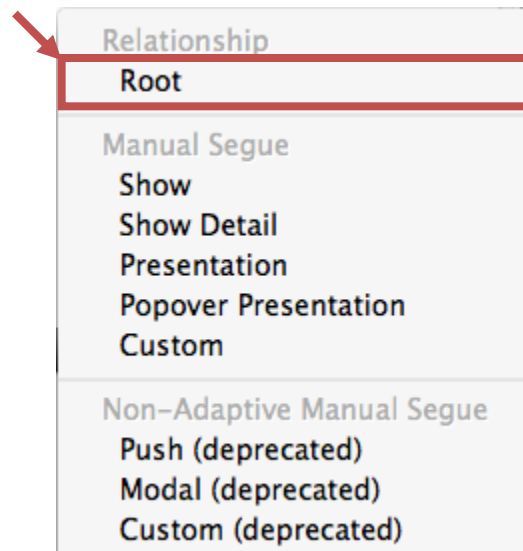 Relationship
Root
Manual Segue
Show
Show Detail
Presentation
Popover Presentation
Custom
Non-Adaptive Manual Segue
Push (deprecated)
Modal (deprecated)
Custom (deprecated)